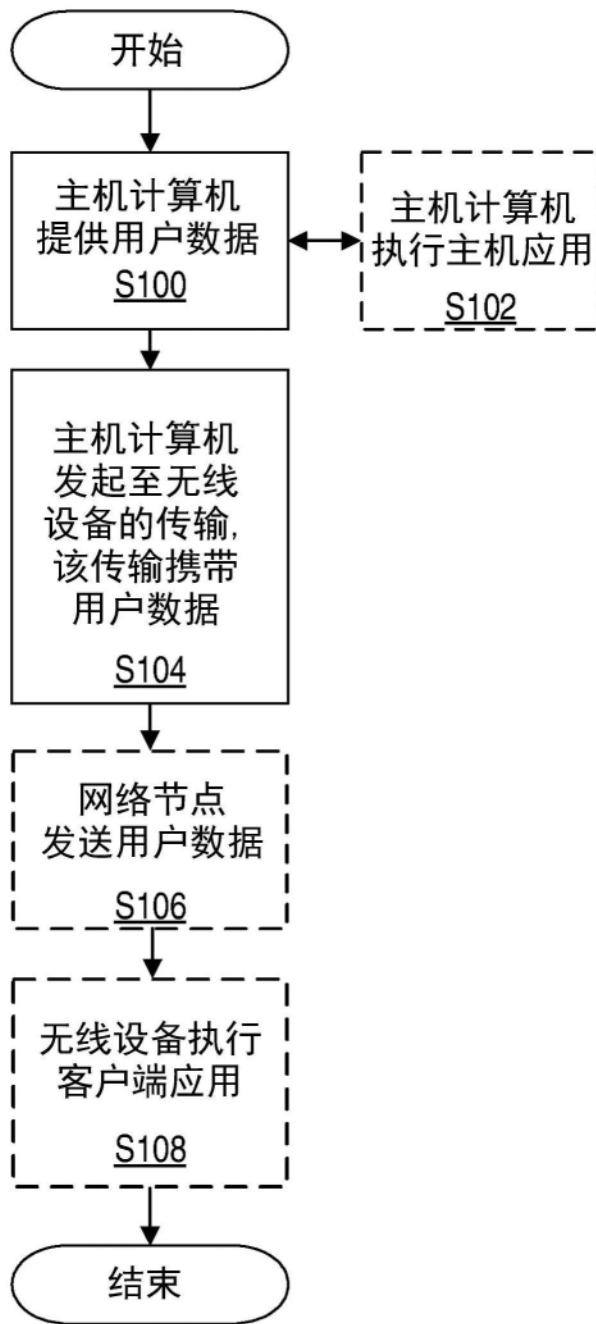 开始
主机计算机
提供用户数据
S100
主机计算机
执行主机应用
S102
主机计算机
发起至无线
设备的传输,
该传输携带
用户数据
S104
网络节点
发送用户数据
S106
无线设备执行
客户端应用
S108
结束